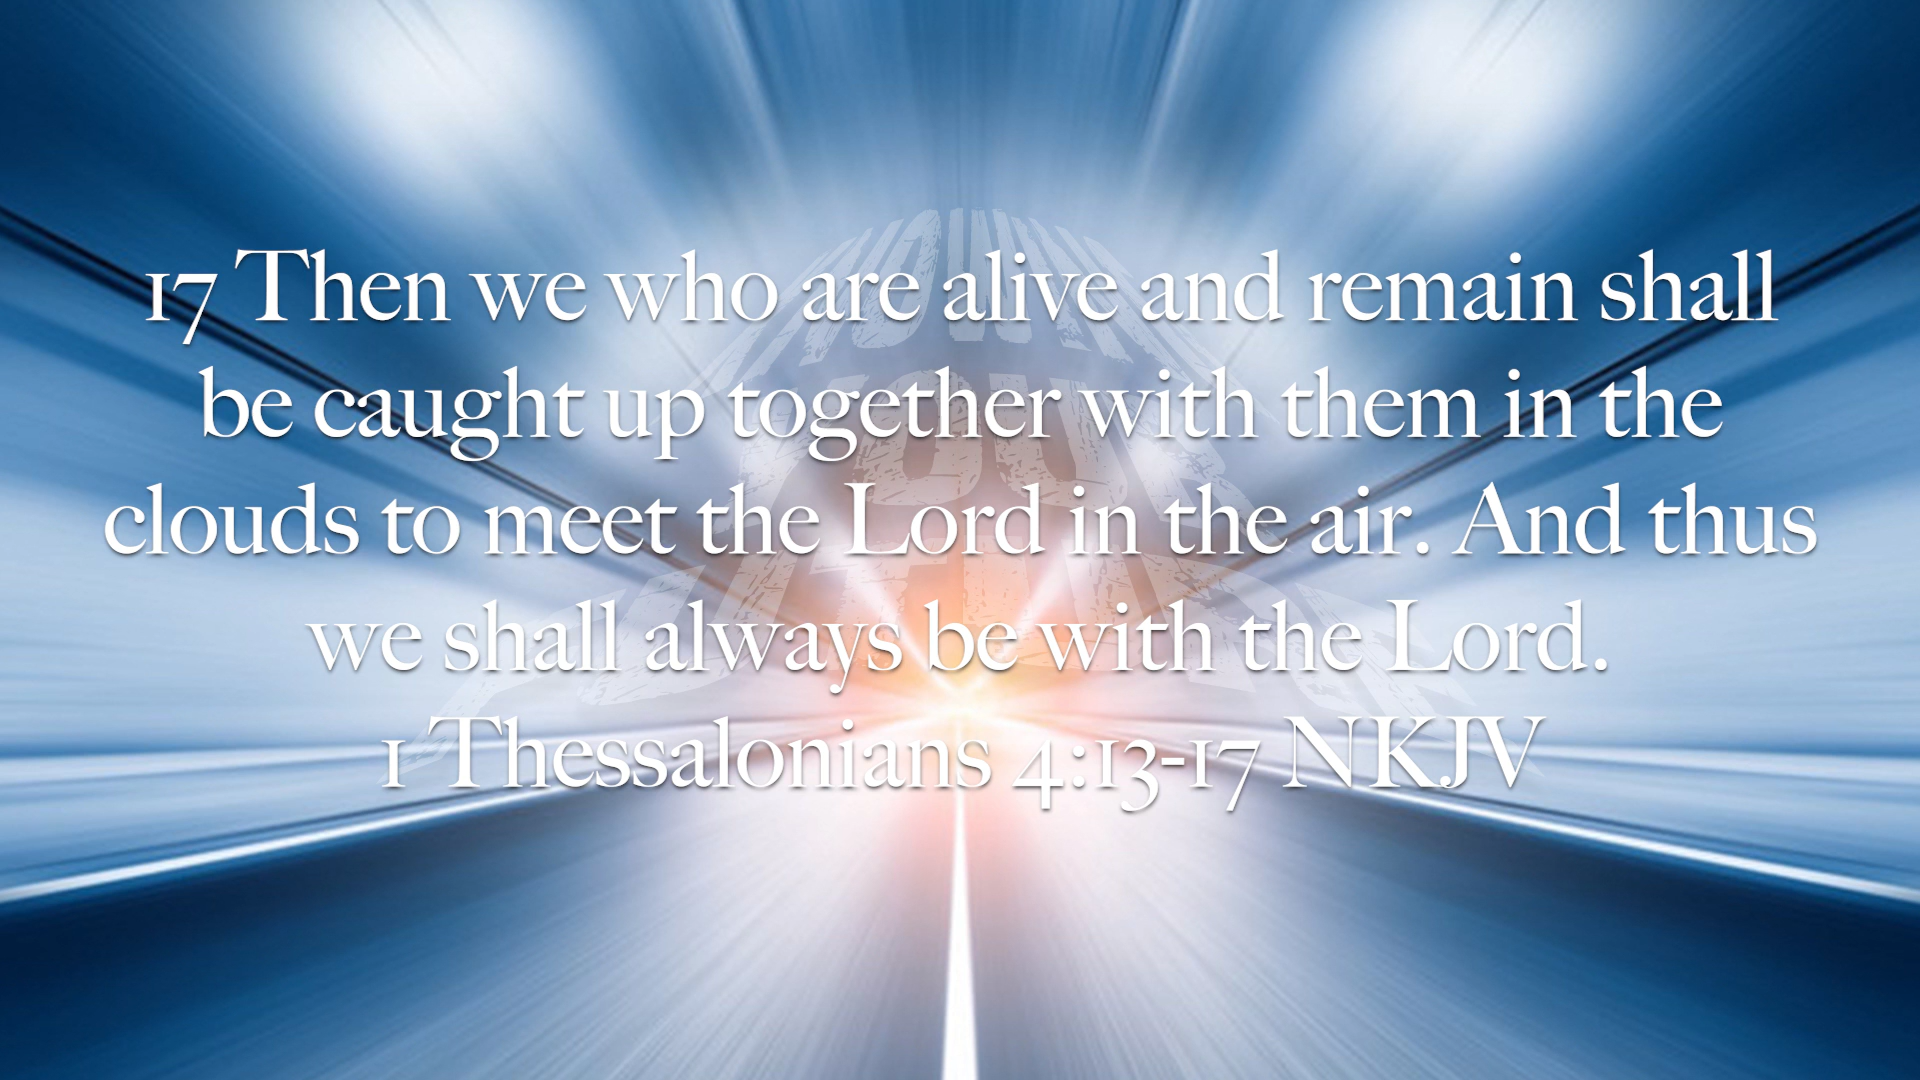 17 Then we who are alive and remain shall
be caught up together with them in the
clouds to meet the Lord in the air. And thus
we shall always be with the Lord.
1 Thessalonians 4:13-17 NKJV